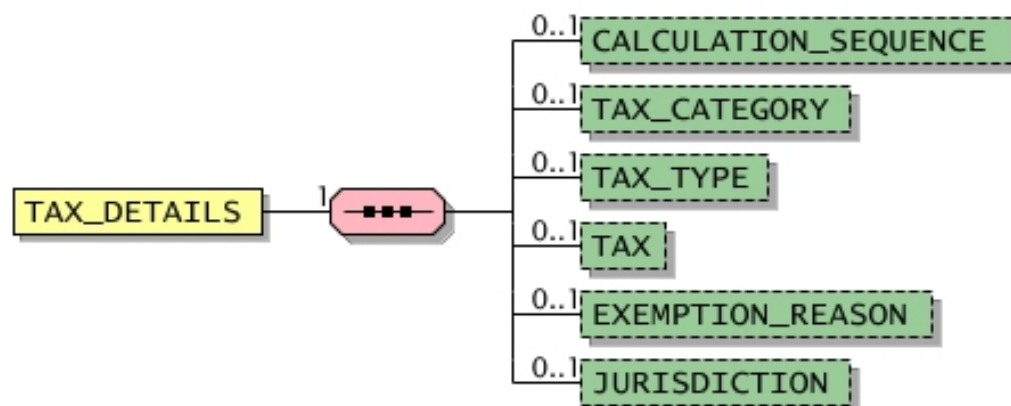 0..1 CALCULATION_SEQUENCE
0..1 TAX_CATEGORY
0..1 TAX_TYPE
TAX_DETAILS 1
0..1 TAX
0..1 EXEMPTION_REASON
0..1 JURISDICTION